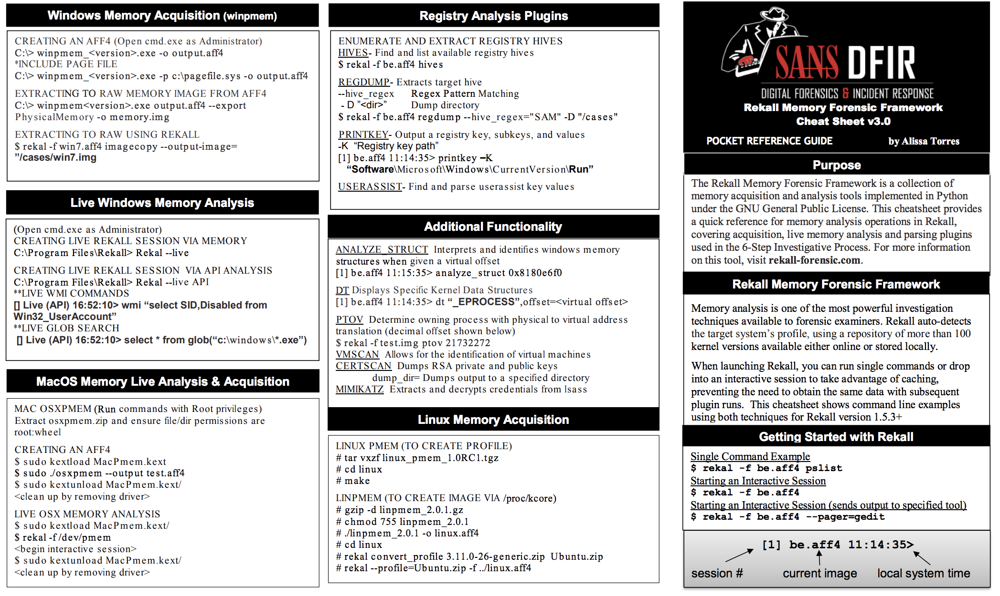 Windows Memory Acquisition (winpmem)
CREATING AN AFF4 (Open cmd.exe as Administrator)
C:\> winpmem_<version>.exe -o output.aff4
*INCLUDE PAGE FILE
C:\> winpmem_<version>.exe -p c:\pagefile.sys -o output.aff4
EXTRACTING TO RAW MEMORY IMAGE FROM AFF4
C:\> winpmem<version>.exe output.aff4 --export
PhysicalMemory -o memory.img
EXTRACTING TO RAW USING REKALL
$ rekal -f win7.aff4 imagecopy --output-image=
”/cases/win7.img
Live Windows Memory Analysis
(Open cmd.exe as Administrator)
CREATING LIVE REKALL SESSION VIA MEMORY
C:\Program Files\Rekall> Rekal --live
CREATING LIVE REKALL SESSION VIA API ANALYSIS
C:\Program Files\Rekall> Rekal --live API
**LIVE WMI COMMANDS
[] Live (API) 16:52:10> wmi “select SID,Disabled from
Win32_UserAccount”
**LIVE GLOB SEARCH
[] Live (API) 16:52:10> select * from glob(“c:\windows\*.exe”)
MacOS Memory Live Analysis & Acquisition
MAC OSXPMEM (Run commands with Root privileges)
Extract osxpmem.zip and ensure file/dir permissions are
root:wheel
CREATING AN AFF4
$ sudo kextload MacPmem.kext
$ sudo ./osxpmem --output test.aff4
$ sudo kextunload MacPmem.kext/
<clean up by removing driver>
LIVE OSX MEMORY ANALYSIS
$ sudo kextload MacPmem.kext/
$ rekal -f /dev/pmem
<begin interactive session>
$ sudo kextunload MacPmem.kext/
<clean up by removing driver>
Registry Analysis Plugins
ENUMERATE AND EXTRACT REGISTRY HIVES
HIVES- Find and list available registry hives
$ rekal -f be.aff4 hives
REGDUMP- Extracts target hive
--hive_regex Regex Pattern Matching
- D ”<dir>” Dump directory
$ rekal -f be.aff4 regdump --hive_regex="SAM" -D "/cases"
PRINTKEY- Output a registry key, subkeys, and values
-K “Registry key path”
[1] be.aff4 11:14:35> printkey –K
“Software\Microsoft\Windows\CurrentVersion\Run”
USERASSIST- Find and parse userassist key values
Additional Functionality
ANALYZE_STRUCT Interprets and identifies windows memory
structures when given a virtual offset
[1] be.aff4 11:15:35> analyze_struct 0x8180e6f0
DT Displays Specific Kernel Data Structures
[1] be.aff4 11:14:35> dt “_EPROCESS”,offset=<virtual offset>
PTOV Determine owning process with physical to virtual address
translation (decimal offset shown below)
$ rekal -f test.img ptov 21732272
VMSCAN Allows for the identification of virtual machines
CERTSCAN Dumps RSA private and public keys
dump_dir= Dumps output to a specified directory
MIMIKATZ Extracts and decrypts credentials from lsass
Linux Memory Acquisition
LINUX PMEM (TO CREATE PROFILE)
# tar vxzf linux_pmem_1.0RC1.tgz
# cd linux
# make
LINPMEM (TO CREATE IMAGE VIA /proc/kcore)
# gzip -d linpmem_2.0.1.gz
# chmod 755 linpmem_2.0.1
# ./linpmem_2.0.1 -o linux.aff4
# cd linux
# rekal convert_profile 3.11.0-26-generic.zip Ubuntu.zip
# rekal --profile=Ubuntu.zip -f ../linux.aff4
SANS DFIR
DIGITAL FORENSICS & INCIDENT RESPONSE
Rekall Memory Forensic Framework
Cheat Sheet v3.0
POCKET REFERENCE GUIDE by Alissa Torres
Purpose
The Rekall Memory Forensic Framework is a collection of
memory acquisition and analysis tools implemented in Python
under the GNU General Public License. This cheatsheet provides
a quick reference for memory analysis operations in Rekall,
covering acquisition, live memory analysis and parsing plugins
used in the 6-Step Investigative Process. For more information
on this tool, visit rekall-forensic.com.
Rekall Memory Forensic Framework
Memory analysis is one of the most powerful investigation
techniques available to forensic examiners. Rekall auto-detects
the target system’s profile, using a repository of more than 100
kernel versions available either online or stored locally.
When launching Rekall, you can run single commands or drop
into an interactive session to take advantage of caching,
preventing the need to obtain the same data with subsequent
plugin runs. This cheatsheet shows command line examples
using both techniques for Rekall version 1.5.3+
Getting Started with Rekall
Single Command Example
$ rekal -f be.aff4 pslist
Starting an Interactive Session
$ rekal -f be.aff4
Starting an Interactive Session (sends output to specified tool)
$ rekal -f be.aff4 --pager=gedit
[1] be.aff4 11:14:35>
session # current image local system time